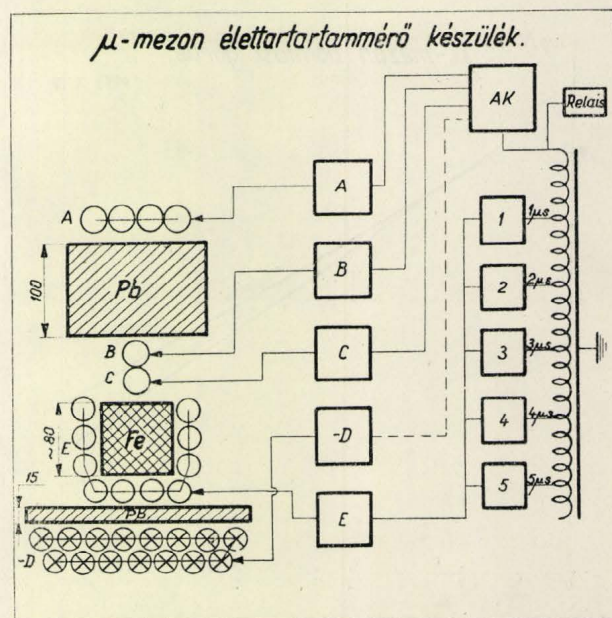 μ-mezon élettartartammérő készülék.
AK
Relais
A
A
1
1μs
100
Pb
B
2
2μs
B
C
C
3
3μs
E
~80
Fe
-D
4
4μs
15
PB
E
5
5μs
-D